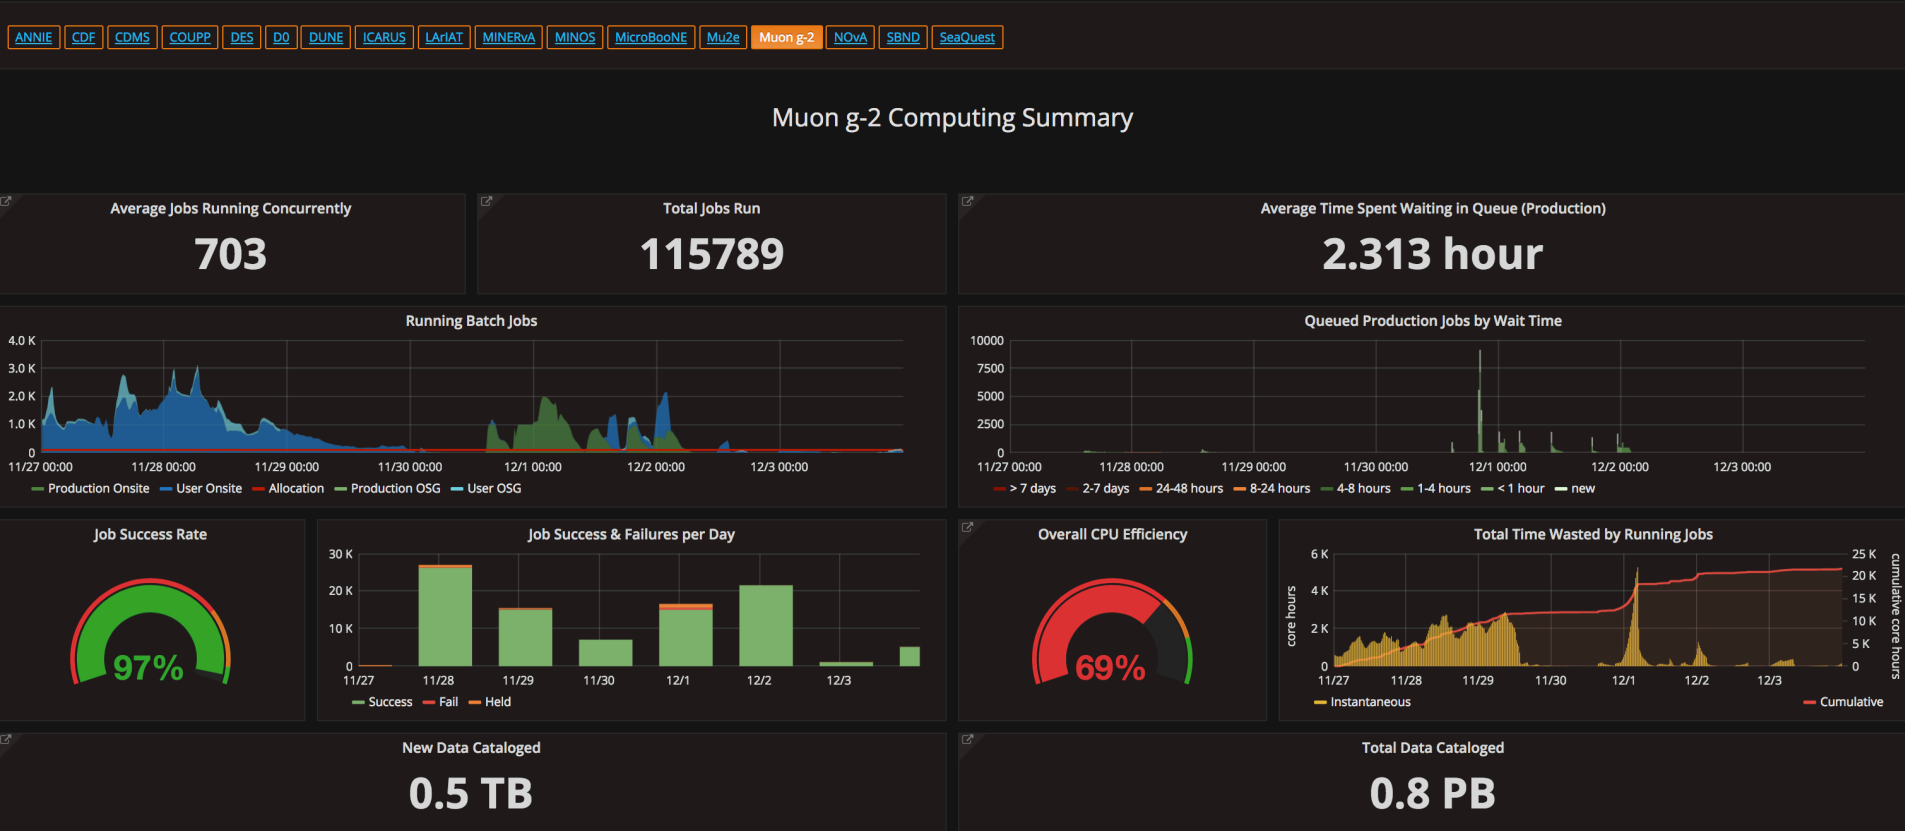 ANNIE CDF CDMS COUPP DES D0 DUNE ICARUS LArIAT MINERvA MINOS MicroBooNE Mu2e Muon g-2 NOvA SBND SeaQuest
Muon g-2 Computing Summary
Average Jobs Running Concurrently
703
Total Jobs Run
115789
Average Time Spent Waiting in Queue (Production)
2.313 hour
Running Batch Jobs
4.0 K
3.0 K
2.0 K
1.0 K
0
11/27 00:00 11/28 00:00 11/29 00:00 11/30 00:00 12/1 00:00 12/2 00:00 12/3 00:00
Production Onsite User Onsite Allocation Production OSG User OSG
Queued Production Jobs by Wait Time
10000
7500
5000
2500
0
11/27 00:00 11/28 00:00 11/29 00:00 11/30 00:00 12/1 00:00 12/2 00:00 12/3 00:00
> 7 days 2-7 days 24-48 hours 8-24 hours 4-8 hours 1-4 hours < 1 hour new
Job Success Rate
97%
Job Success & Failures per Day
30 K
20 K
10 K
0
11/27 11/28 11/29 11/30 12/1 12/2 12/3
Success Fail Held
Overall CPU Efficiency
69%
Total Time Wasted by Running Jobs
core hours
6 K
4 K
2 K
0
25 K
20 K
15 K
10 K
5 K
0
cumulative core hours
11/27 11/28 11/29 11/30 12/1 12/2 12/3
Instantaneous Cumulative
New Data Cataloged
0.5 TB
Total Data Cataloged
0.8 PB